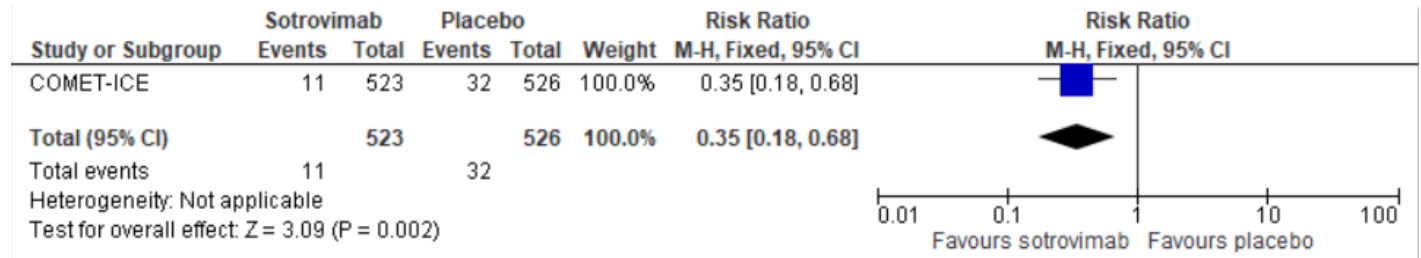 Sotrovimab Placebo Risk Ratio Risk Ratio
Study or Subgroup Events Total Events Total Weight M-H, Fixed, 95% CI M-H, Fixed, 95% CI
COMET-ICE 11 523 32 526 100.0% 0.35 [0.18, 0.68]
Total (95% CI) 523 526 100.0% 0.35 [0.18, 0.68]
Total events 11 32
Heterogeneity: Not applicable
Test for overall effect: Z = 3.09 (P = 0.002)
0.01 0.1 1 10 100
Favours sotrovimab Favours placebo